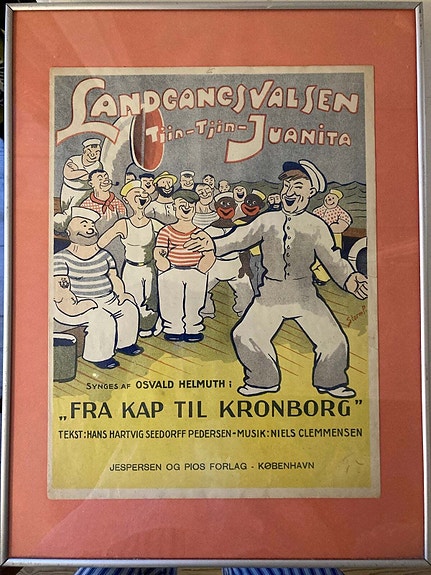 LANDGANGSVALSEN
TJIN-TJIN-JUANITA
Storm P.
SYNGES AF OSVALD HELMUTH i
„FRA KAP TIL KRONBORG”
TEKST: HANS HARTVIG SEEDORFF PEDERSEN - MUSIK: NIELS CLEMMENSEN
JESPERSEN OG PIOS FORLAG - KØBENHAVN